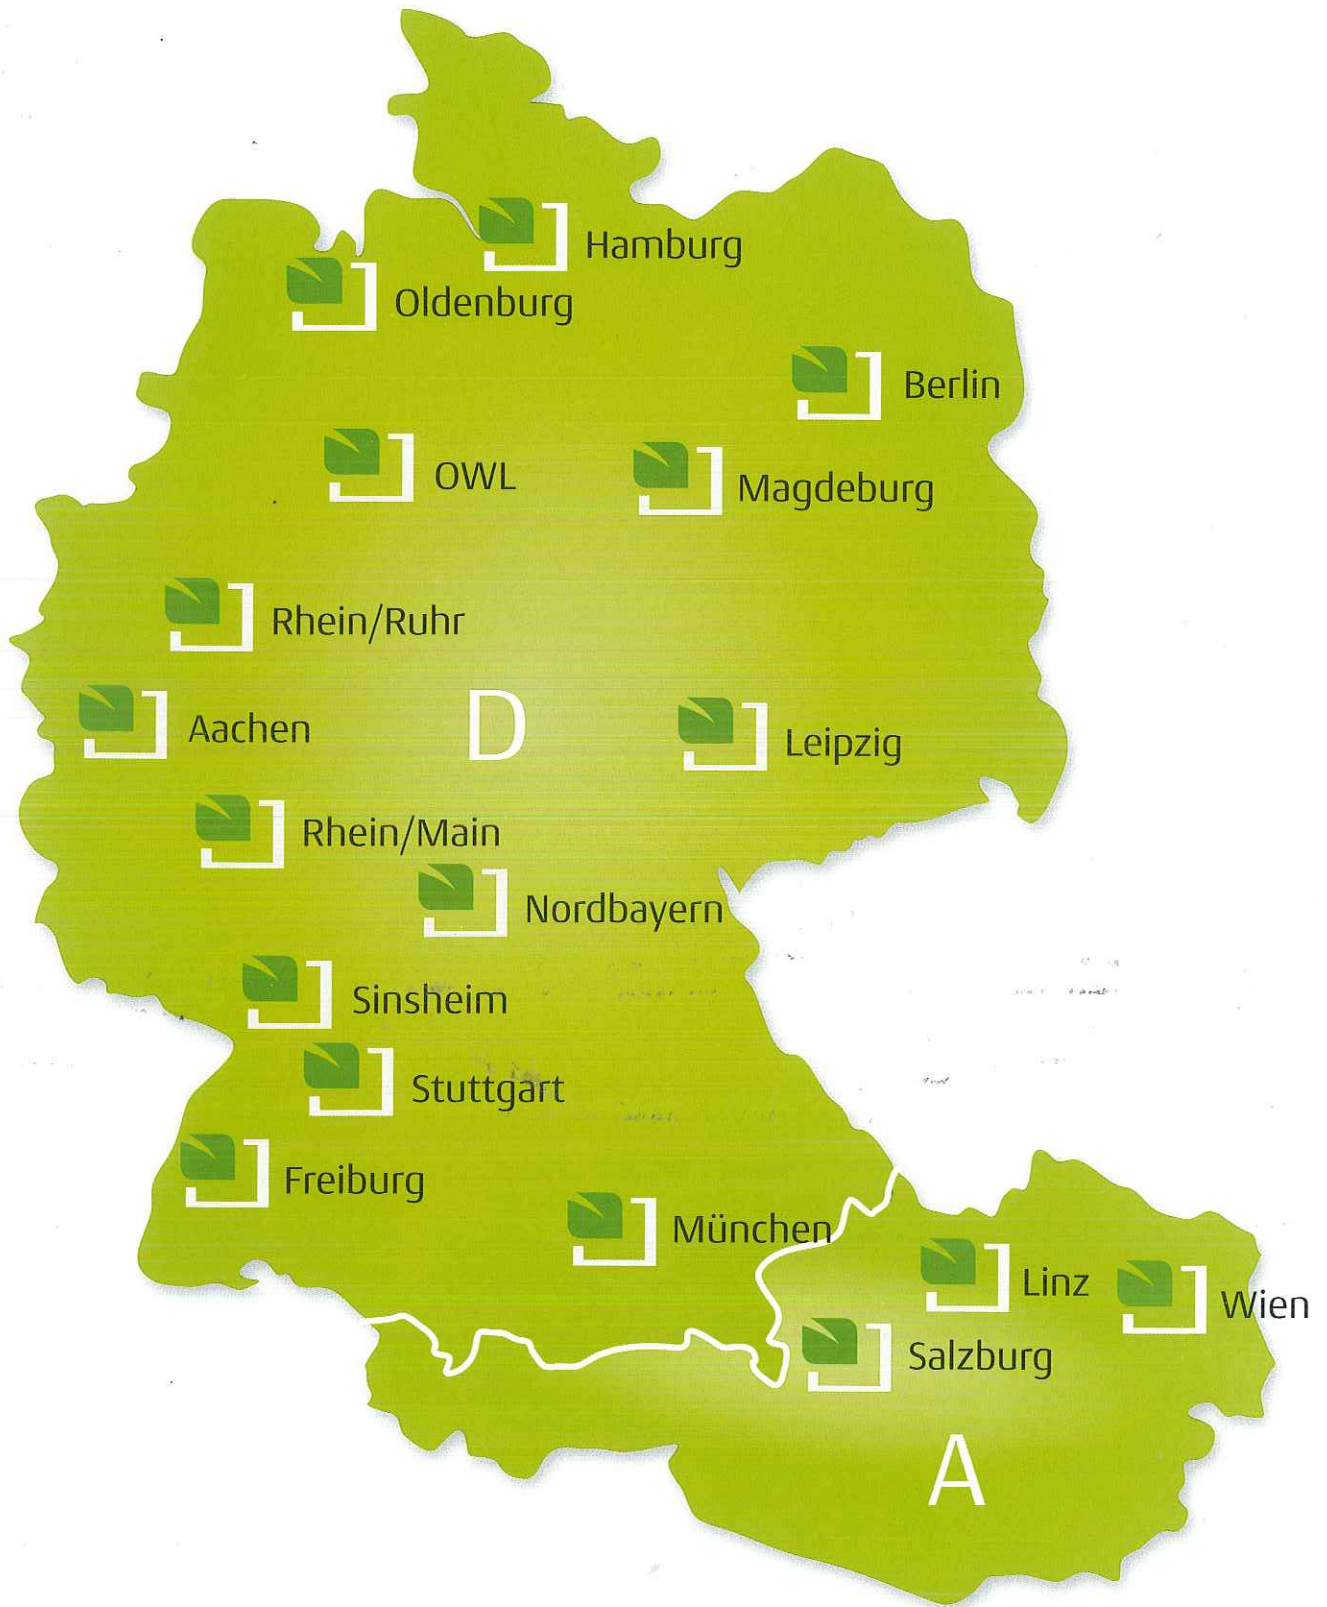 Hamburg
Oldenburg
Berlin
OWL
Magdeburg
Rhein/Ruhr
D
Aachen
Leipzig
Rhein/Main
Nordbayern
Sinsheim
Stuttgart
Freiburg
München
Linz
Wien
Salzburg
A